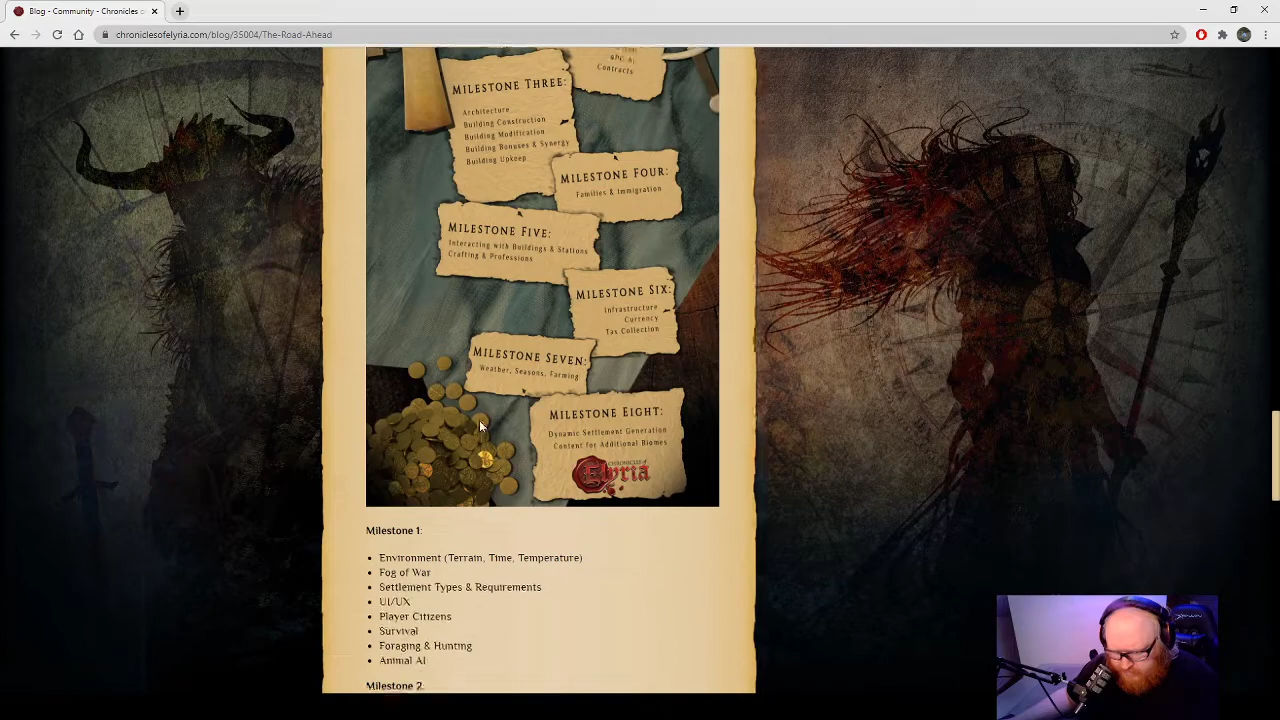 Blog - Community - Chronicles
chroniclesofelyria.com/blog/35004/The-Road-Ahead
Contracts
MILESTONE THREE:
Architecture
Building Construction
Building Modification
Building Bonuses & Synergy
Building Upkeep
MILESTONE FOUR:
Families & Immigration
MILESTONE FIVE:
Interacting with Buildings & Stations
Crafting & Professions
MILESTONE SIX:
Infrastructure
Currency
Tax Collection
MILESTONE SEVEN:
Weather, Seasons, Farming
MILESTONE EIGHT:
Dynamic Settlement Generation
Content for Additional Biomes
CHRONICLES of
Elyria
Milestone 1:
Environment (Terrain, Time, Temperature)
Fog of War
Settlement Types & Requirements
UI/UX
Player Citizens
Survival
Foraging & Hunting
Animal AI
Milestone 2: